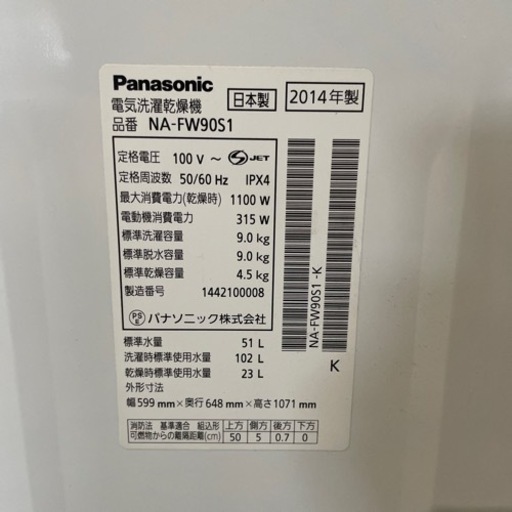 Panasonic
電気洗濯乾燥機 日本製 2014年製
品番 NA-FW90S1
定格電圧 100 V ～ S JET
定格周波数 50/60 Hz IPX4
最大消費電力(乾燥時) 1100 W
電動機消費電力 315 W
標準洗濯容量 9.0 kg
標準脱水容量 9.0 kg
標準乾燥容量 4.5 kg
製造番号 1442100008
PS E パナソニック株式会社
標準水量 51 L
洗濯時標準使用水量 102 L
乾燥時標準使用水量 23 L
外形寸法
幅 599 mm×奥行 648 mm×高さ 1071 mm
消防法 基準適合 組込形 上方 側方 後方 下方
可燃物からの離隔距離(cm) 50 5 0.7 0
NA-FW90S1 -K
K